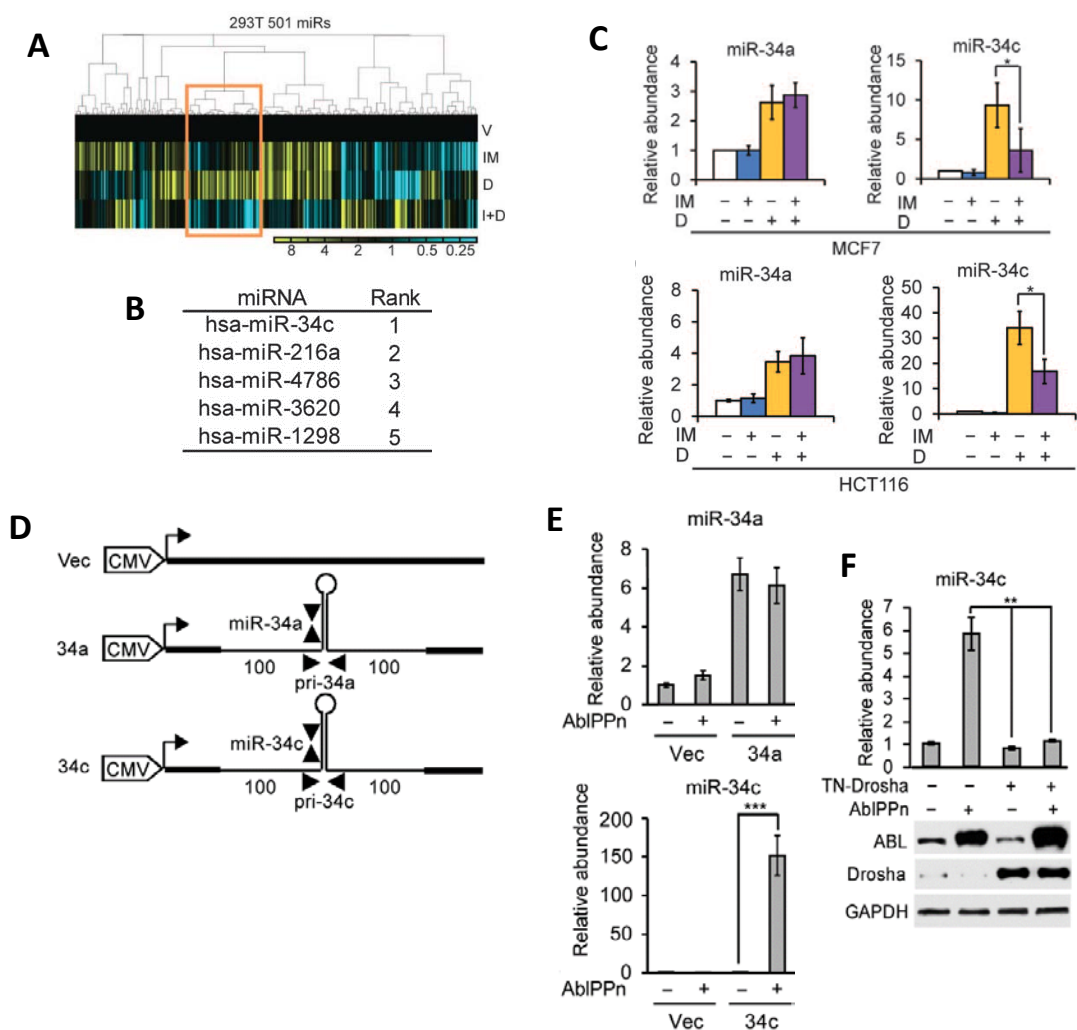 A
293T 501 miRs
V
IM
D
I+D
8 4 2 1 0.5 0.25
B
miRNA Rank
hsa-miR-34c 1
hsa-miR-216a 2
hsa-miR-4786 3
hsa-miR-3620 4
hsa-miR-1298 5
C
miR-34a
Relative abundance
4
3
2
1
0
IM – + – +
D – – + +
miR-34c
*
Relative abundance
15
10
5
0
IM – + – +
D – – + +
MCF7
miR-34a
Relative abundance
8
6
4
2
0
IM – + – +
D – – + +
miR-34c
*
Relative abundance
50
40
30
20
10
0
IM – + – +
D – – + +
HCT116
D
Vec CMV
miR-34a
34a CMV
100 100
pri-34a
miR-34c
34c CMV
100 100
pri-34c
E
miR-34a
Relative abundance
8
6
4
2
0
AblPPn – + – +
Vec 34a
miR-34c
***
Relative abundance
200
150
100
50
0
AblPPn – + – +
Vec 34c
F
miR-34c
**
Relative abundance
7
6
5
4
3
2
1
0
TN-Drosha – – + +
AblPPn – + – +
ABL
Drosha
GAPDH